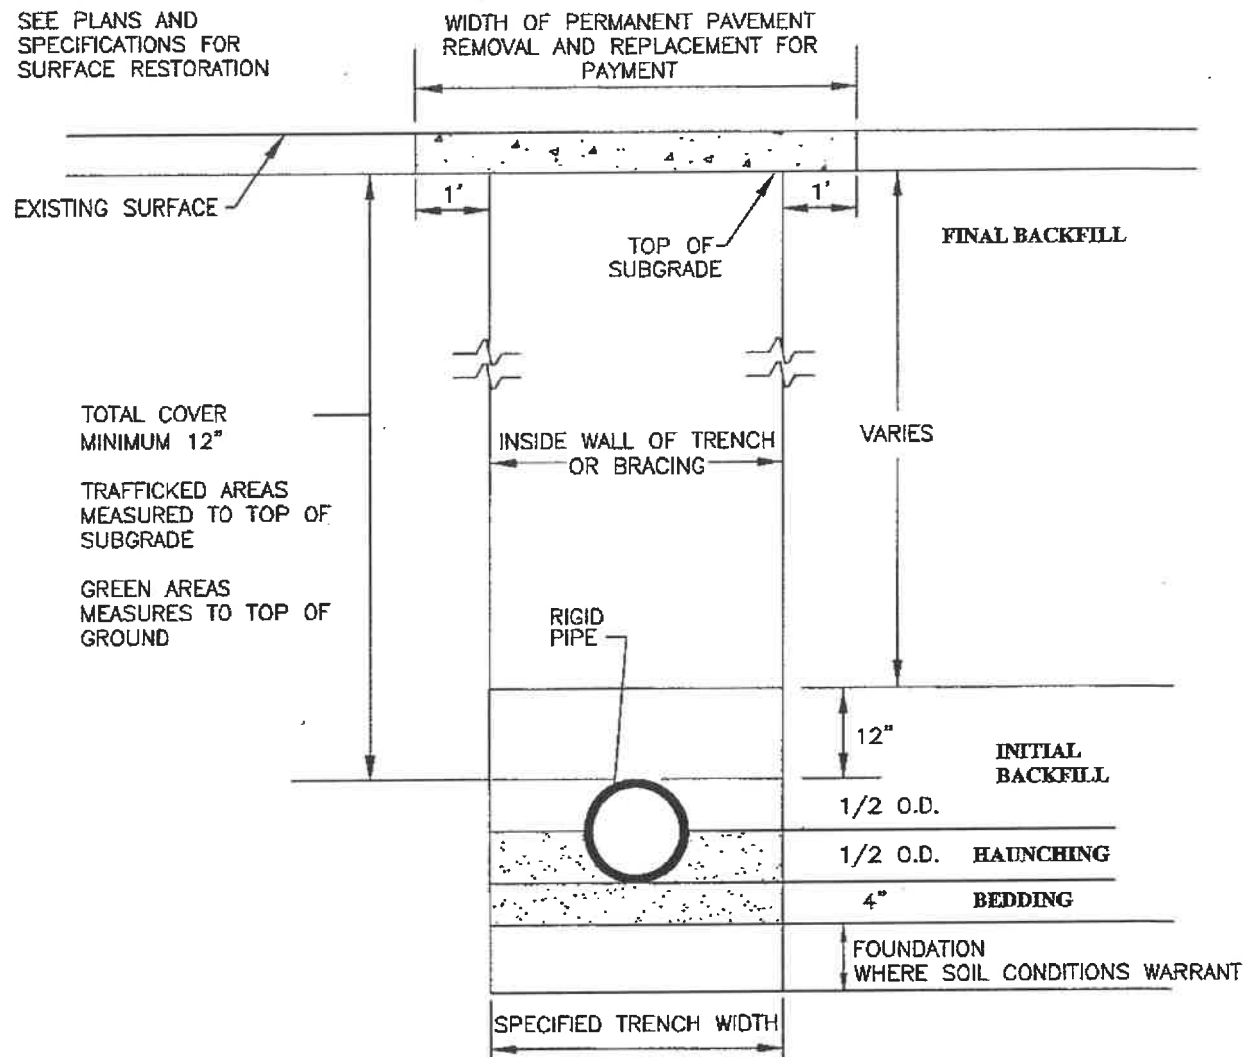 SEE PLANS AND
SPECIFICATIONS FOR
SURFACE RESTORATION
WIDTH OF PERMANENT PAVEMENT
REMOVAL AND REPLACEMENT FOR
PAYMENT
EXISTING SURFACE
1'
1'
TOP OF
SUBGRADE
FINAL BACKFILL
TOTAL COVER
MINIMUM 12"
TRAFFICKED AREAS
MEASURED TO TOP OF
SUBGRADE
GREEN AREAS
MEASURES TO TOP OF
GROUND
INSIDE WALL OF TRENCH
OR BRACING
VARIES
RIGID
PIPE
12"
INITIAL
BACKFILL
1/2 O.D.
1/2 O.D. HAUNCHING
4" BEDDING
FOUNDATION
WHERE SOIL CONDITIONS WARRANT
SPECIFIED TRENCH WIDTH